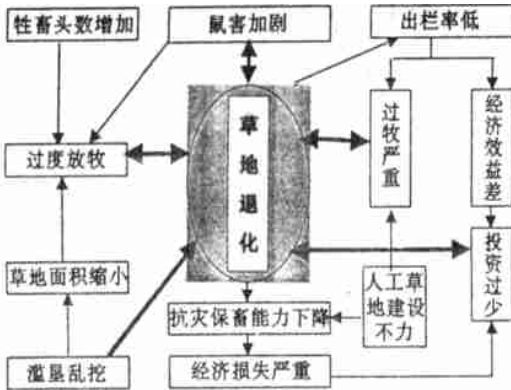 牲畜头数增加
鼠害加剧
出栏率低
过度放牧
草地退化
过牧严重
经济效益差
草地面积缩小
投资过少
人工草
地建设
不力
抗灾保畜能力下降
滥垦乱挖
经济损失严重